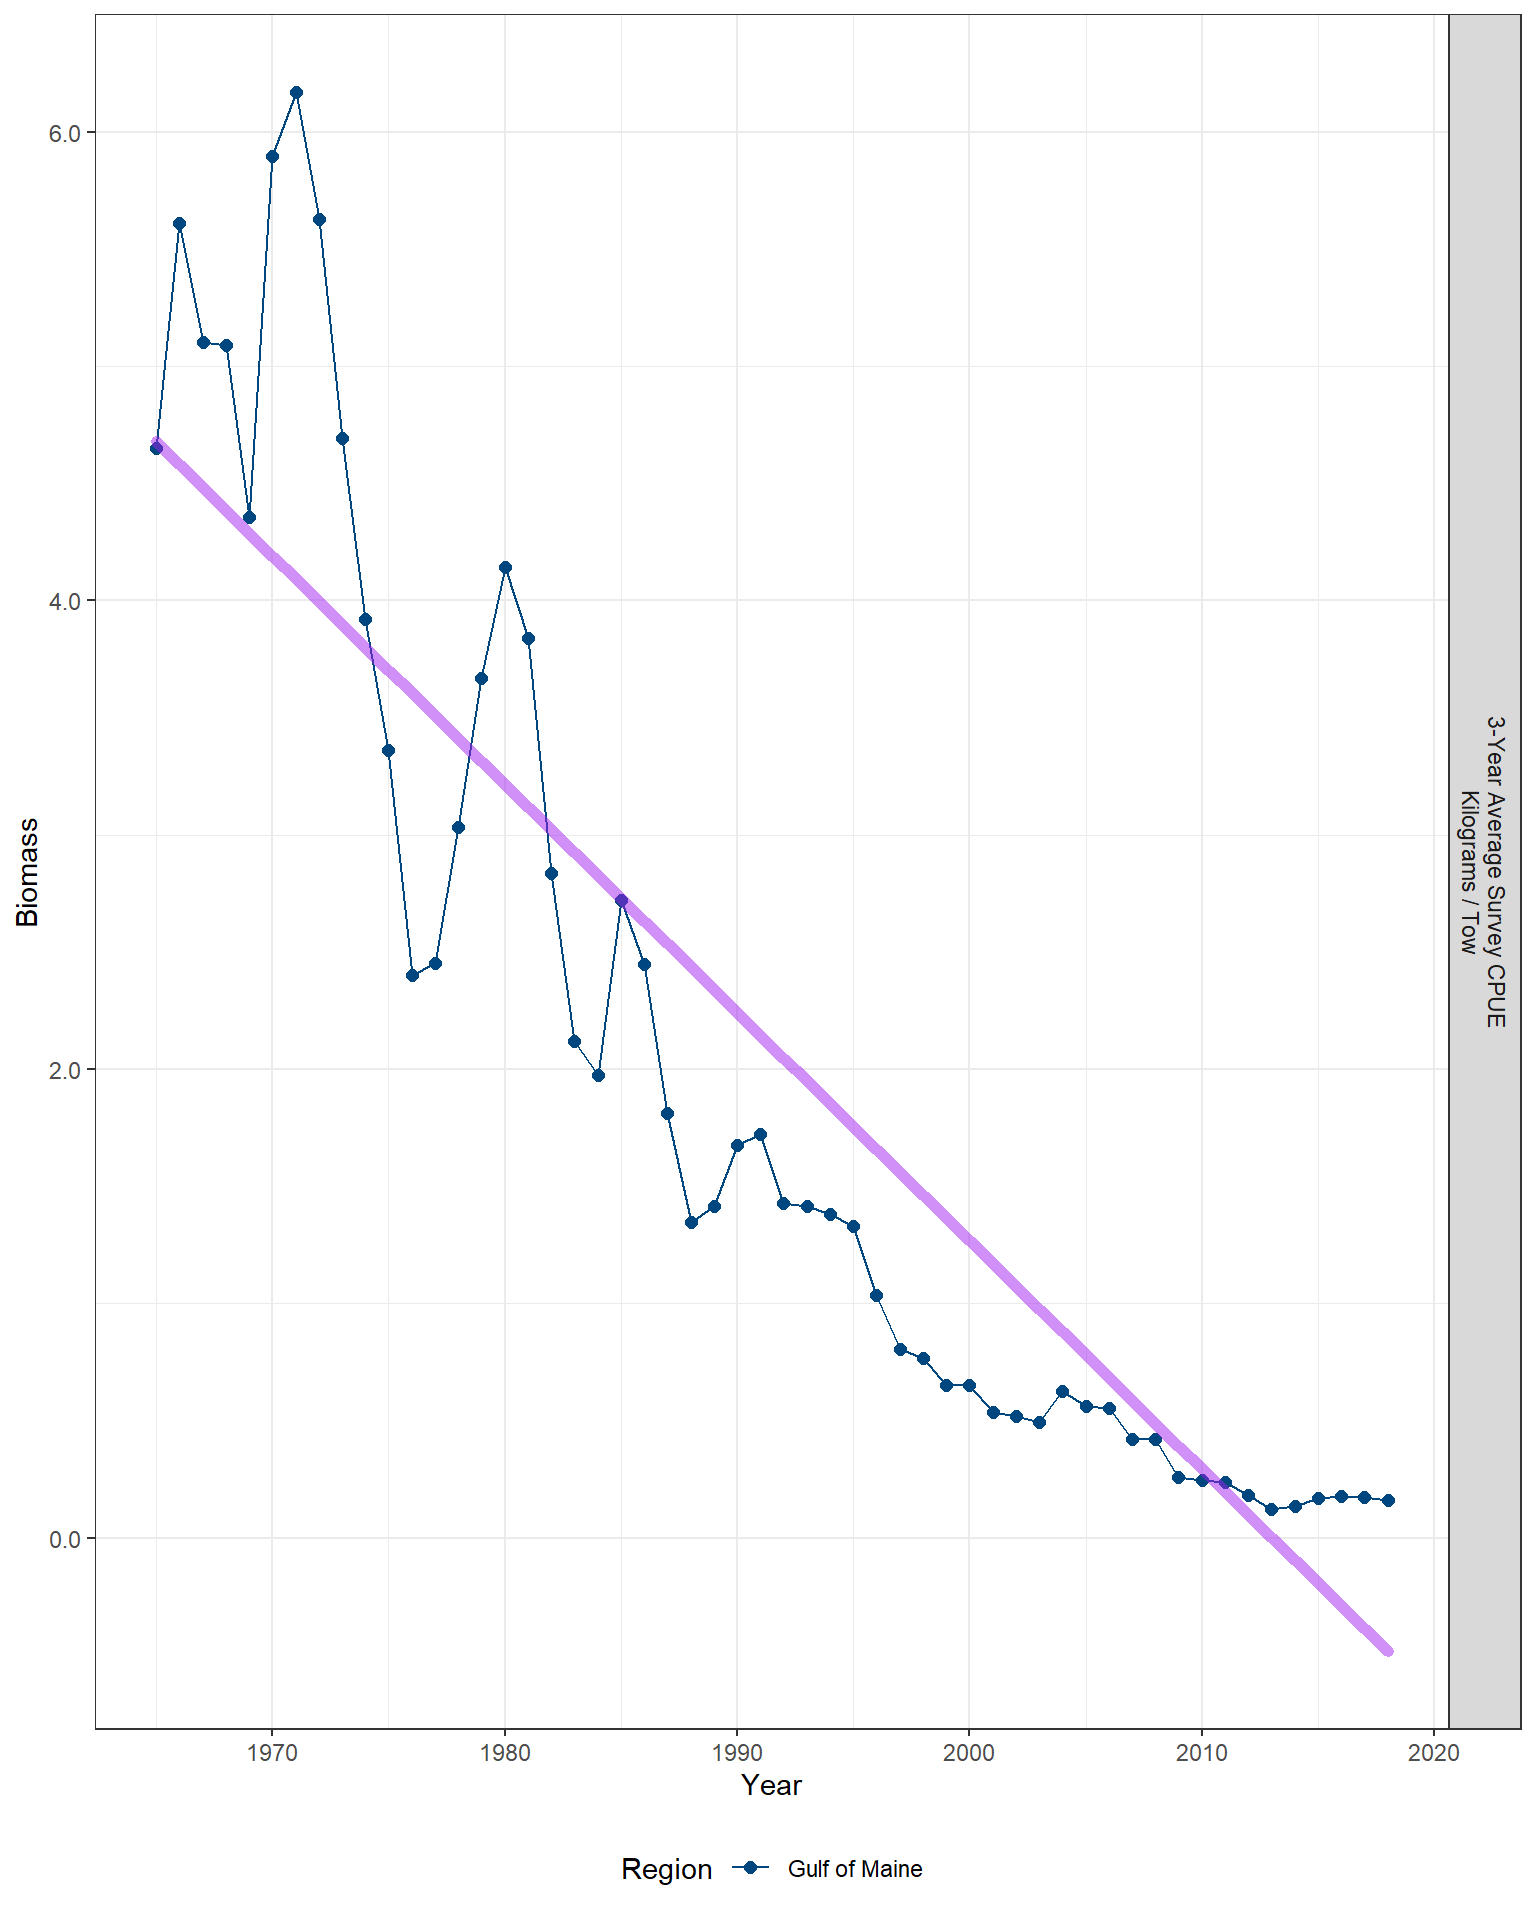 6.0
4.0
2.0
0.0
Biomass
3-Year Average Survey CPUE
Kilograms / Tow
1970
1980
1990
2000
2010
2020
Year
Region
Gulf of Maine